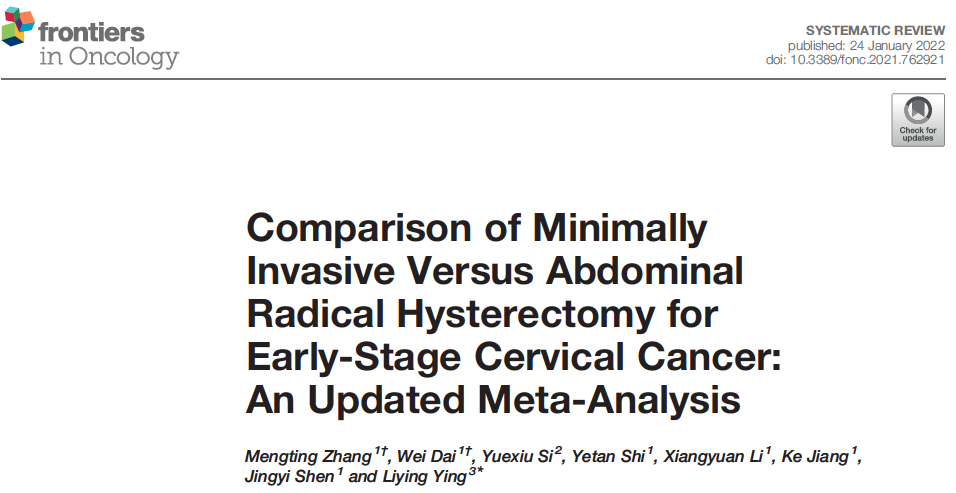 frontiers
in Oncology
SYSTEMATIC REVIEW
published: 24 January 2022
doi: 10.3389/fonc.2021.762921
Check for
updates
Comparison of Minimally
Invasive Versus Abdominal
Radical Hysterectomy for
Early-Stage Cervical Cancer:
An Updated Meta-Analysis
Mengting Zhang 1†, Wei Dai 1†, Yuexiu Si 2, Yetan Shi 1, Xiangyuan Li 1, Ke Jiang 1,
Jingyi Shen 1 and Liying Ying 3*